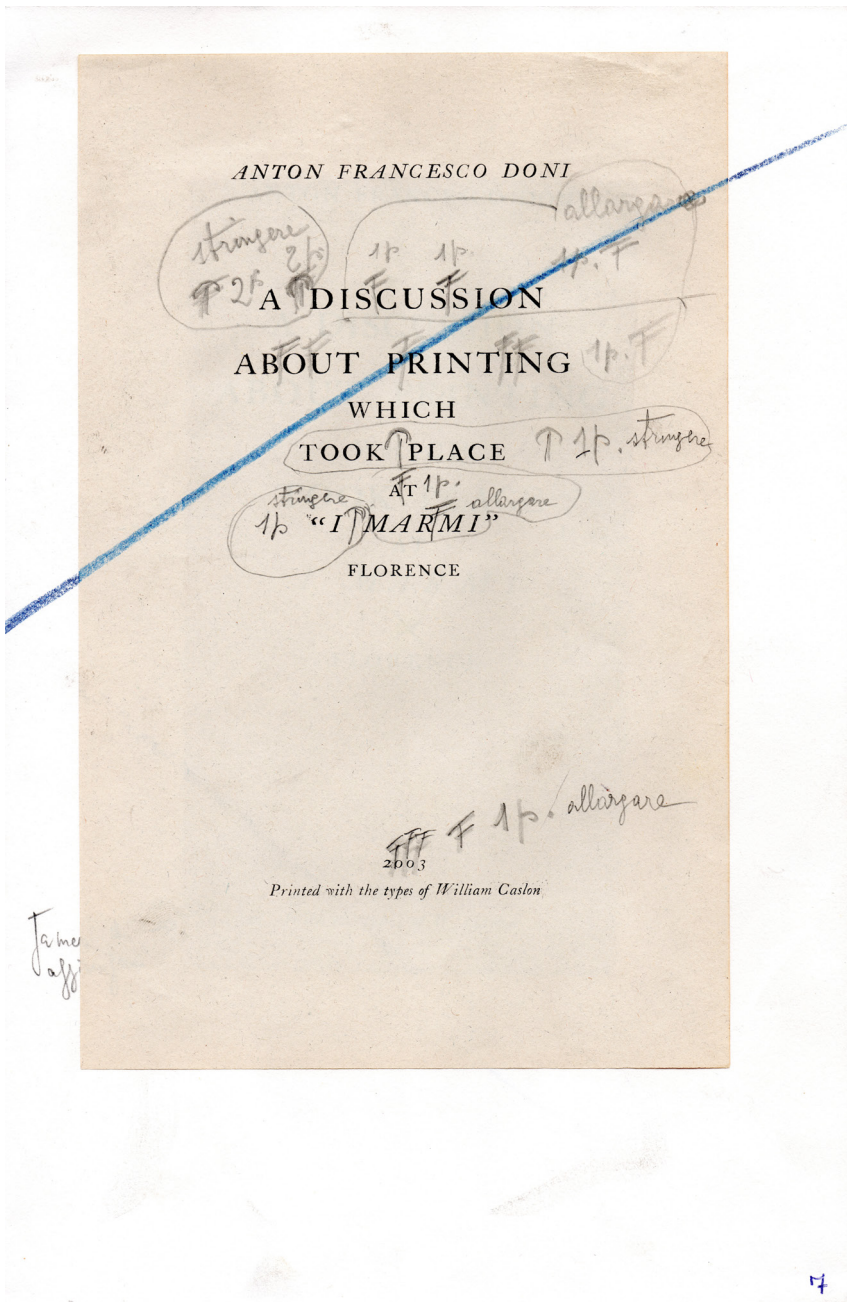 ANTON FRANCESCO DONI
allargare
stringere 2p 1p 1p.
2p 1p. F
A DISCUSSION
1p. F
ABOUT PRINTING
WHICH
TOOK PLACE 1p. stringere
AT 1p.
stringere allargare
1p "I MARMI"
FLORENCE
F 1p. allargare
2003
Printed with the types of William Caslon
7